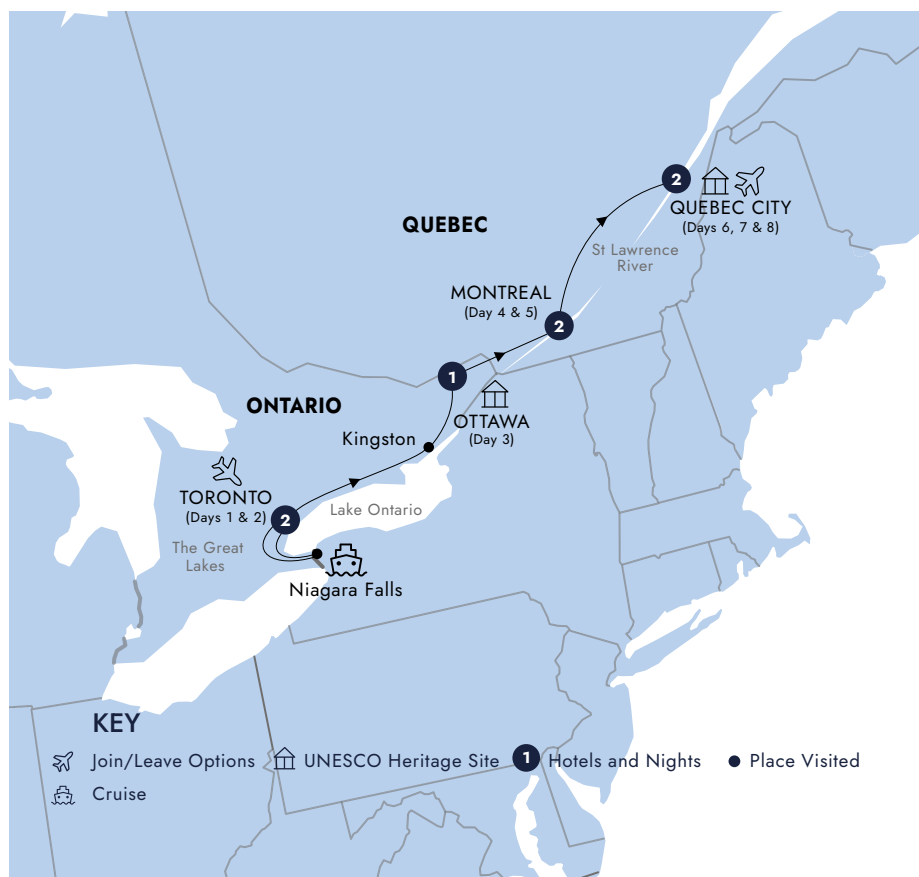 2
QUEBEC CITY
(Days 6, 7 & 8)
QUEBEC
St Lawrence
River
MONTREAL
(Day 4 & 5)
2
1
ONTARIO
OTTAWA
(Day 3)
Kingston
TORONTO
(Days 1 & 2)
2
Lake Ontario
The Great
Lakes
Niagara Falls
KEY
Join/Leave Options
UNESCO Heritage Site
1
Hotels and Nights
Place Visited
Cruise